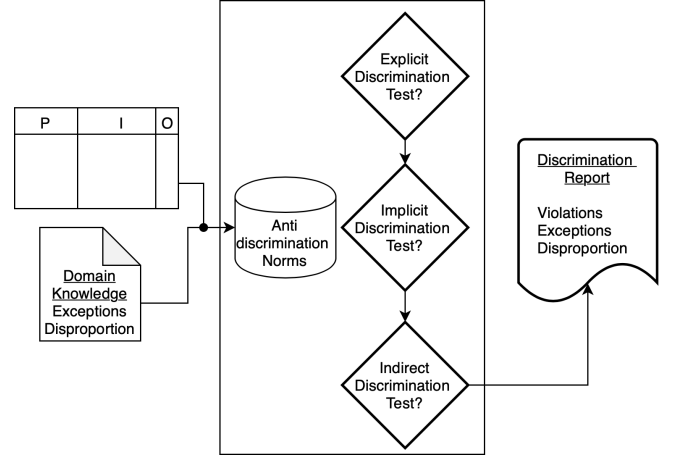 P I O
Domain
Knowledge
Exceptions
Disproportion
Anti
discrimination
Norms
Explicit
Discrimination
Test?
Implicit
Discrimination
Test?
Indirect
Discrimination
Test?
Discrimination
Report
Violations
Exceptions
Disproportion